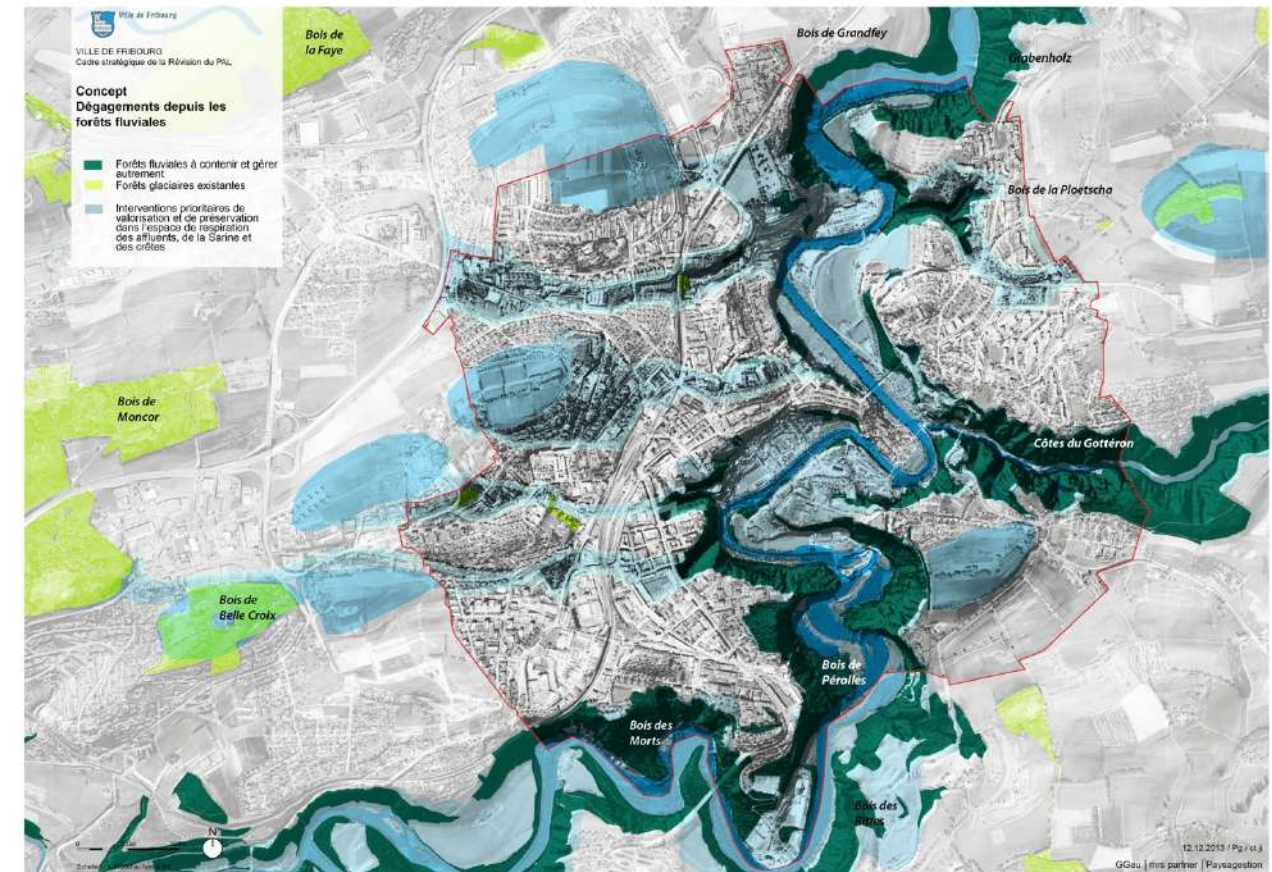 Ville de Fribourg
VILLE DE FRIBOURG
Cadre stratégique de la Révision du PAL
Concept
Dégagements depuis les
forêts fluviales
Forêts fluviales à contenir et gérer
autrement
Forêts glaciaires existantes
Interventions prioritaires de
valorisation et de préservation
dans l'espace de respiration
des affluents, de la Sarine et
des crêtes
Bois de
la Faye
Bois de Grandfey
Grabenholz
Bois de la Ploetscha
Bois de
Moncor
Côtes du Gottéron
Bois de
Belle Croix
Bois de
Pérolles
Bois des
Morts
Bois des
Rittes
N
0
12.12.2013 / Pg / ct.ji
GGau | mrs partner | Paysagestion